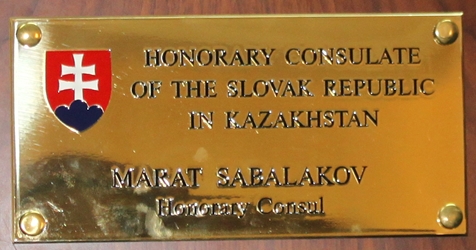 HONORARY CONSULATE
OF THE SLOVAK REPUBLIC
IN KAZAKHSTAN
MARAT SABALAKOV
Honorary Consul